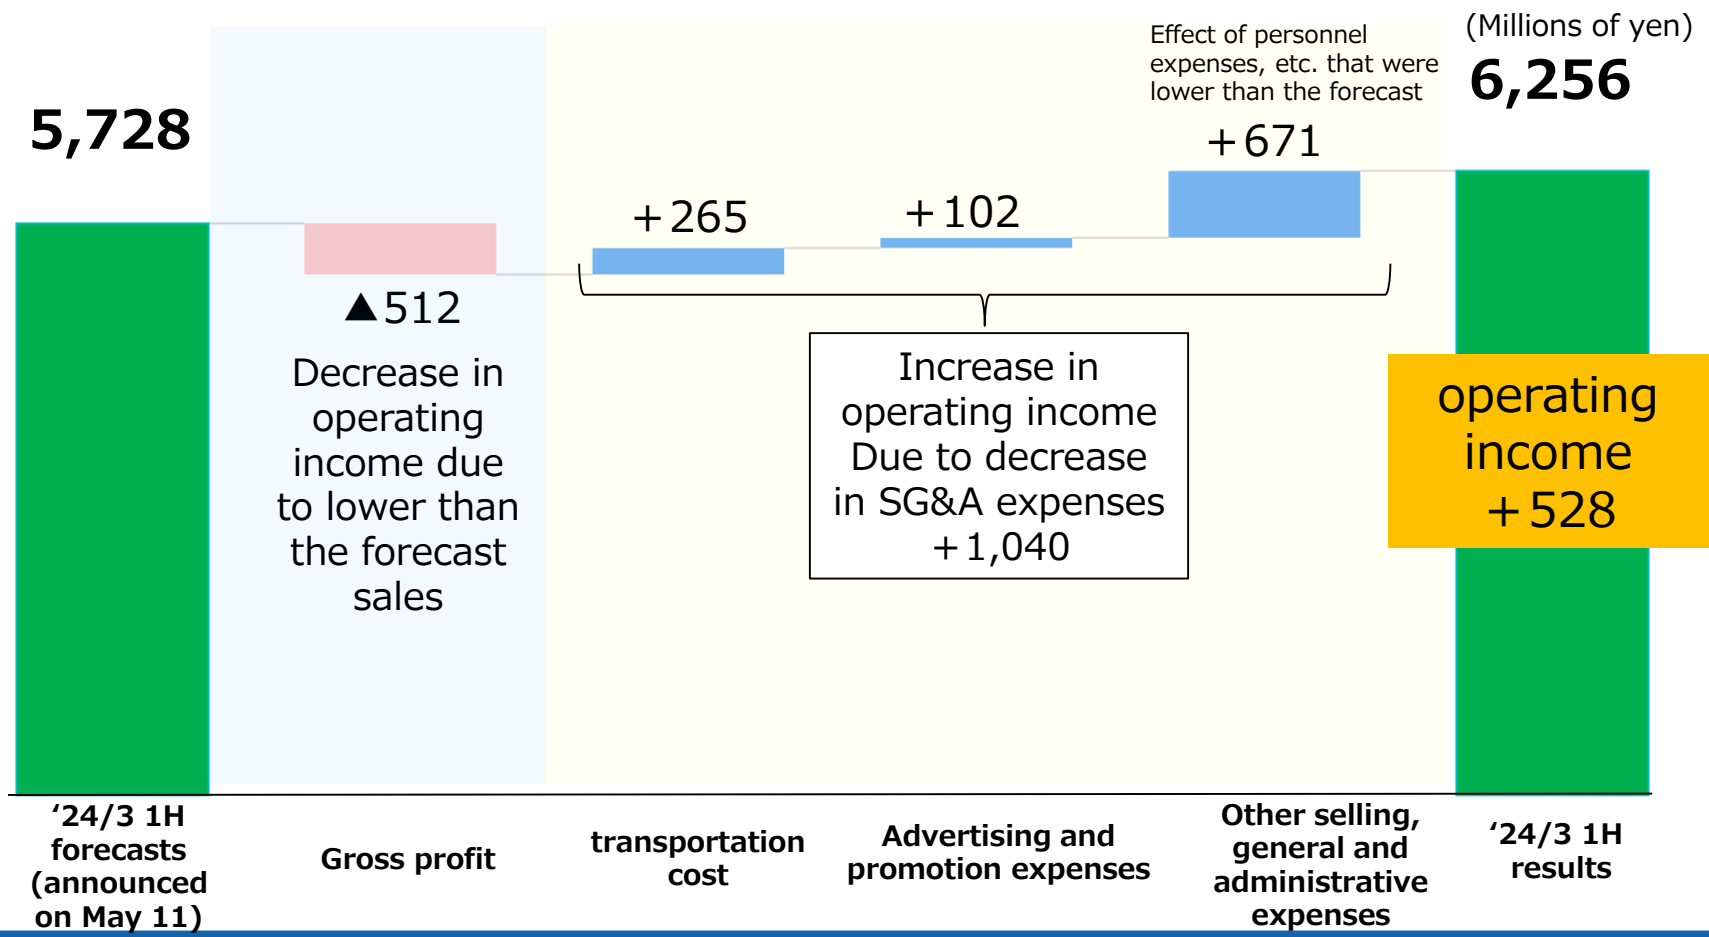 (Millions of yen)
5,728
▲512
Decrease in
operating
income due
to lower than
the forecast
sales
+265
+102
Effect of personnel
expenses, etc. that were
lower than the forecast
+671
Increase in
operating income
Due to decrease
in SG&A expenses
+1,040
6,256
operating
income
+528
‘24/3 1H
forecasts
(announced
on May 11)
Gross profit
transportation
cost
Advertising and
promotion expenses
Other selling,
general and
administrative
expenses
‘24/3 1H
results